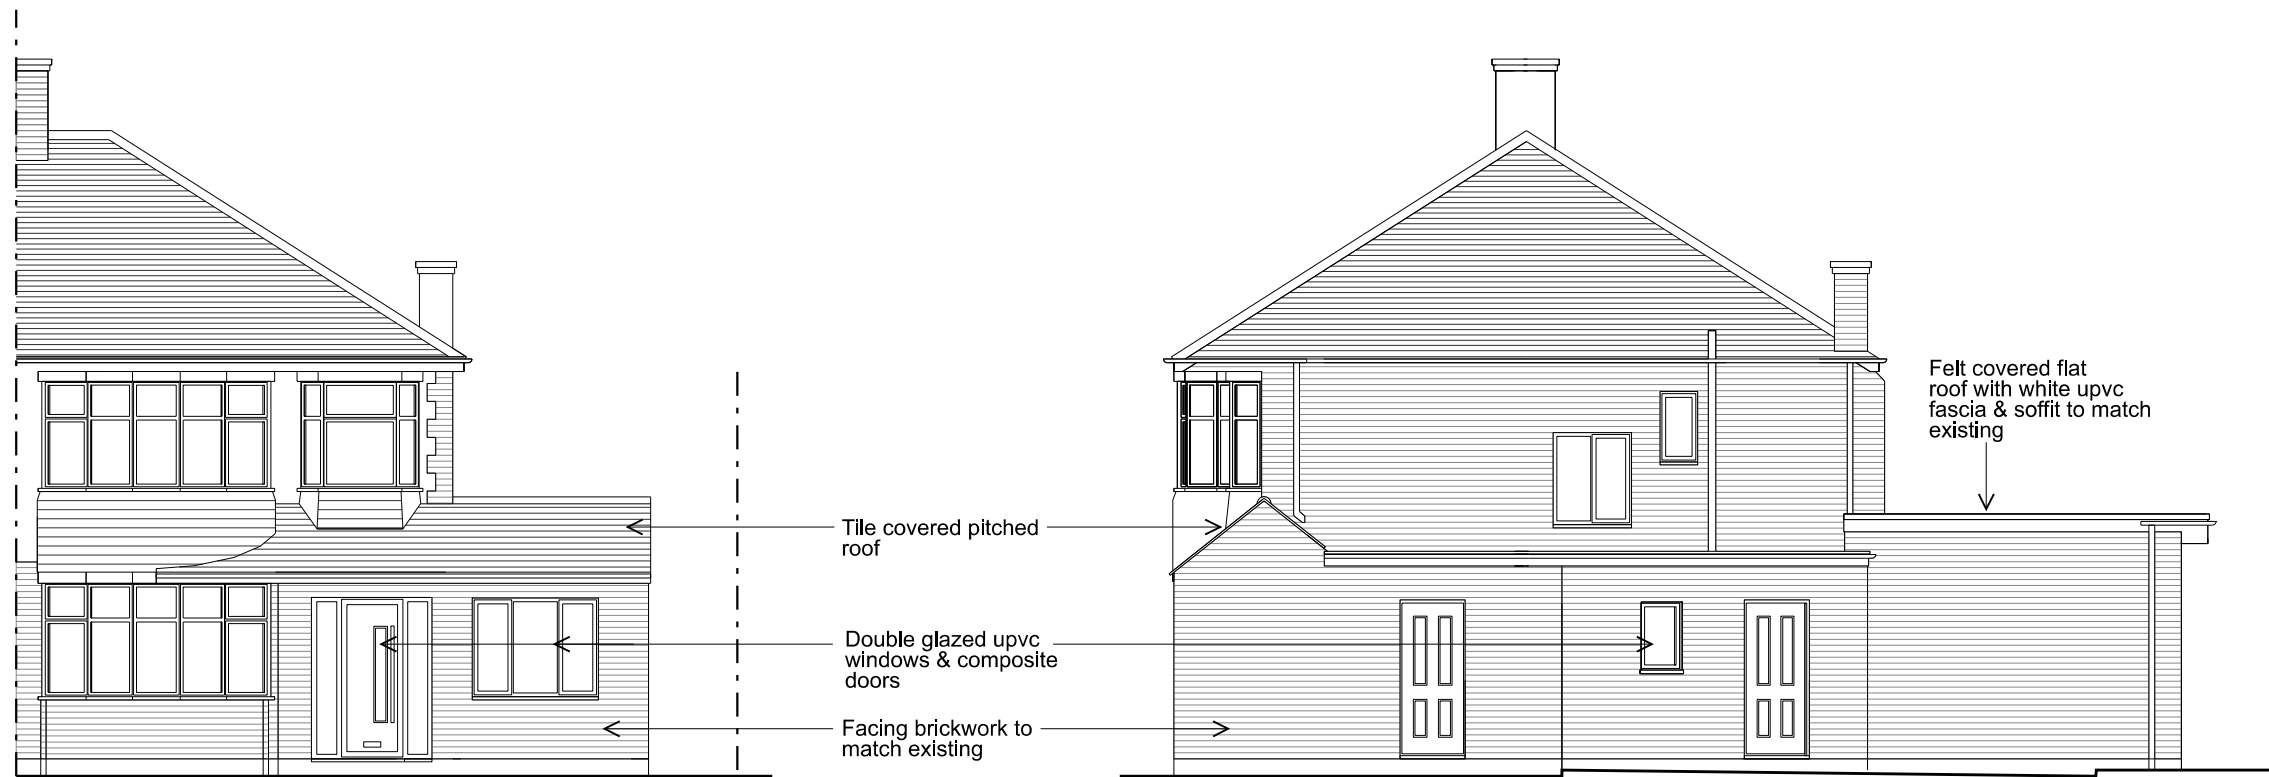 Felt covered flat
roof with white upvc
fascia & soffit to match
existing
Tile covered pitched
roof
Double glazed upvc
windows & composite
doors
Facing brickwork to
match existing